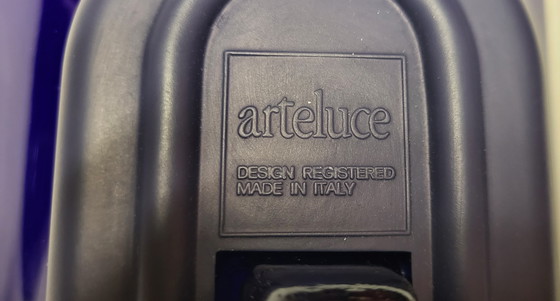 arteluce
DESIGN REGISTERED
MADE IN ITALY